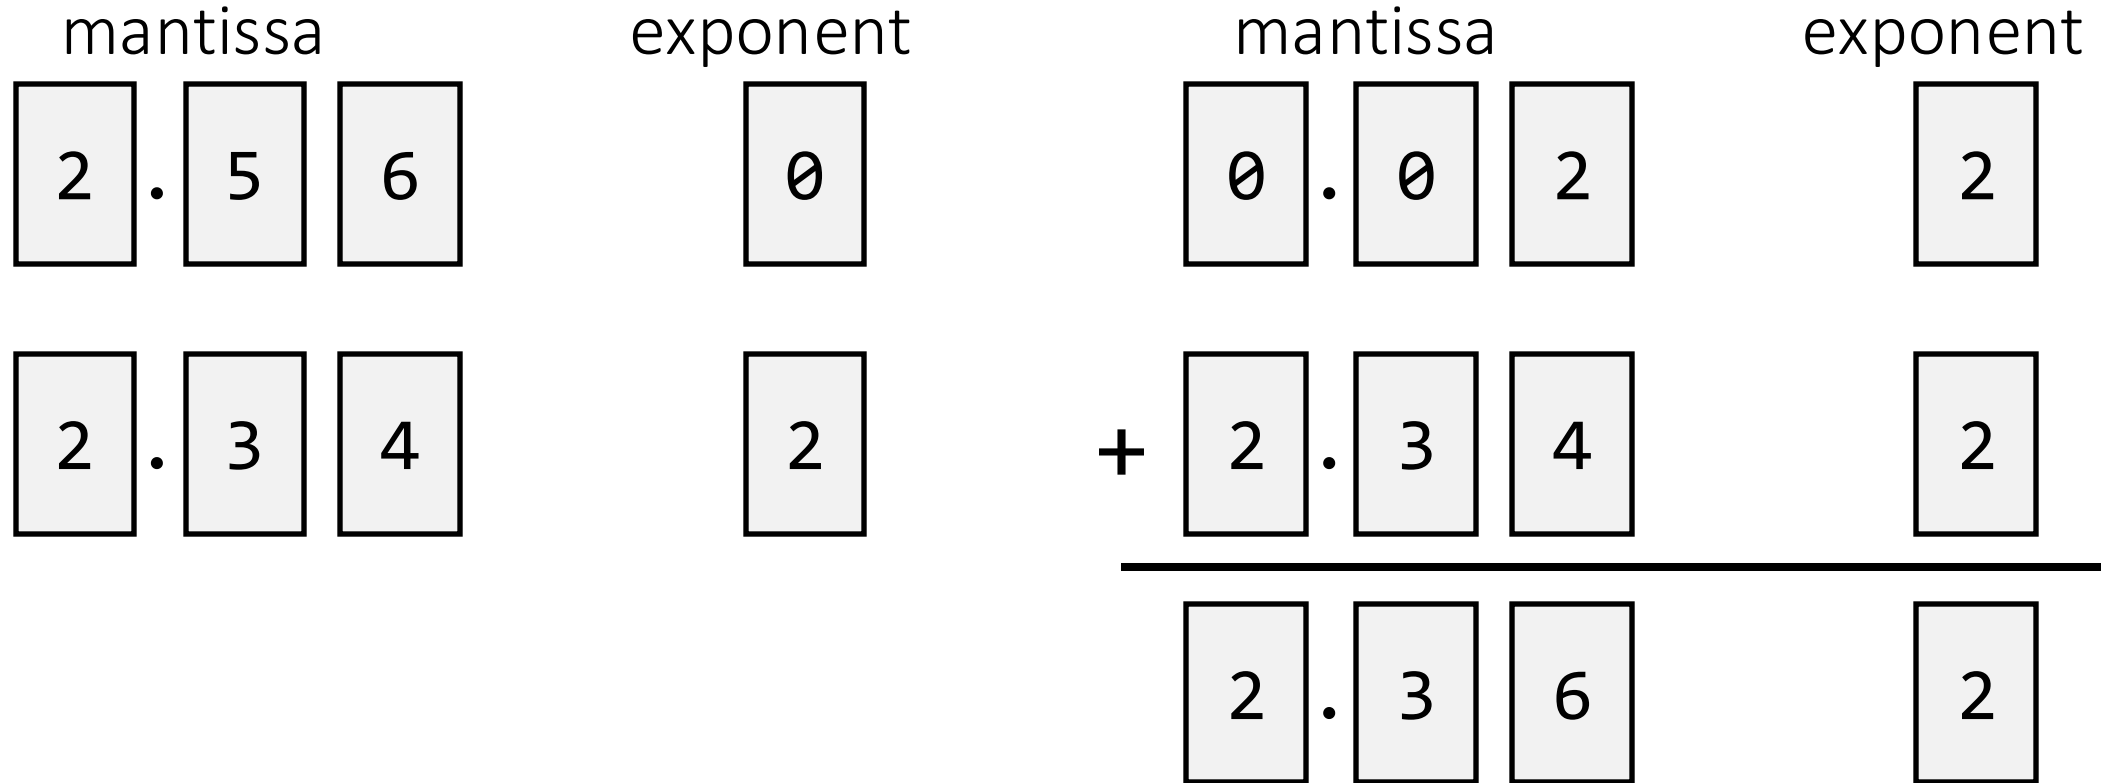 mantissa exponent mantissa exponent
2 . 5 6 0 0 . 0 2 2
2 . 3 4 2 + 2 . 3 4 2
2 . 3 6 2